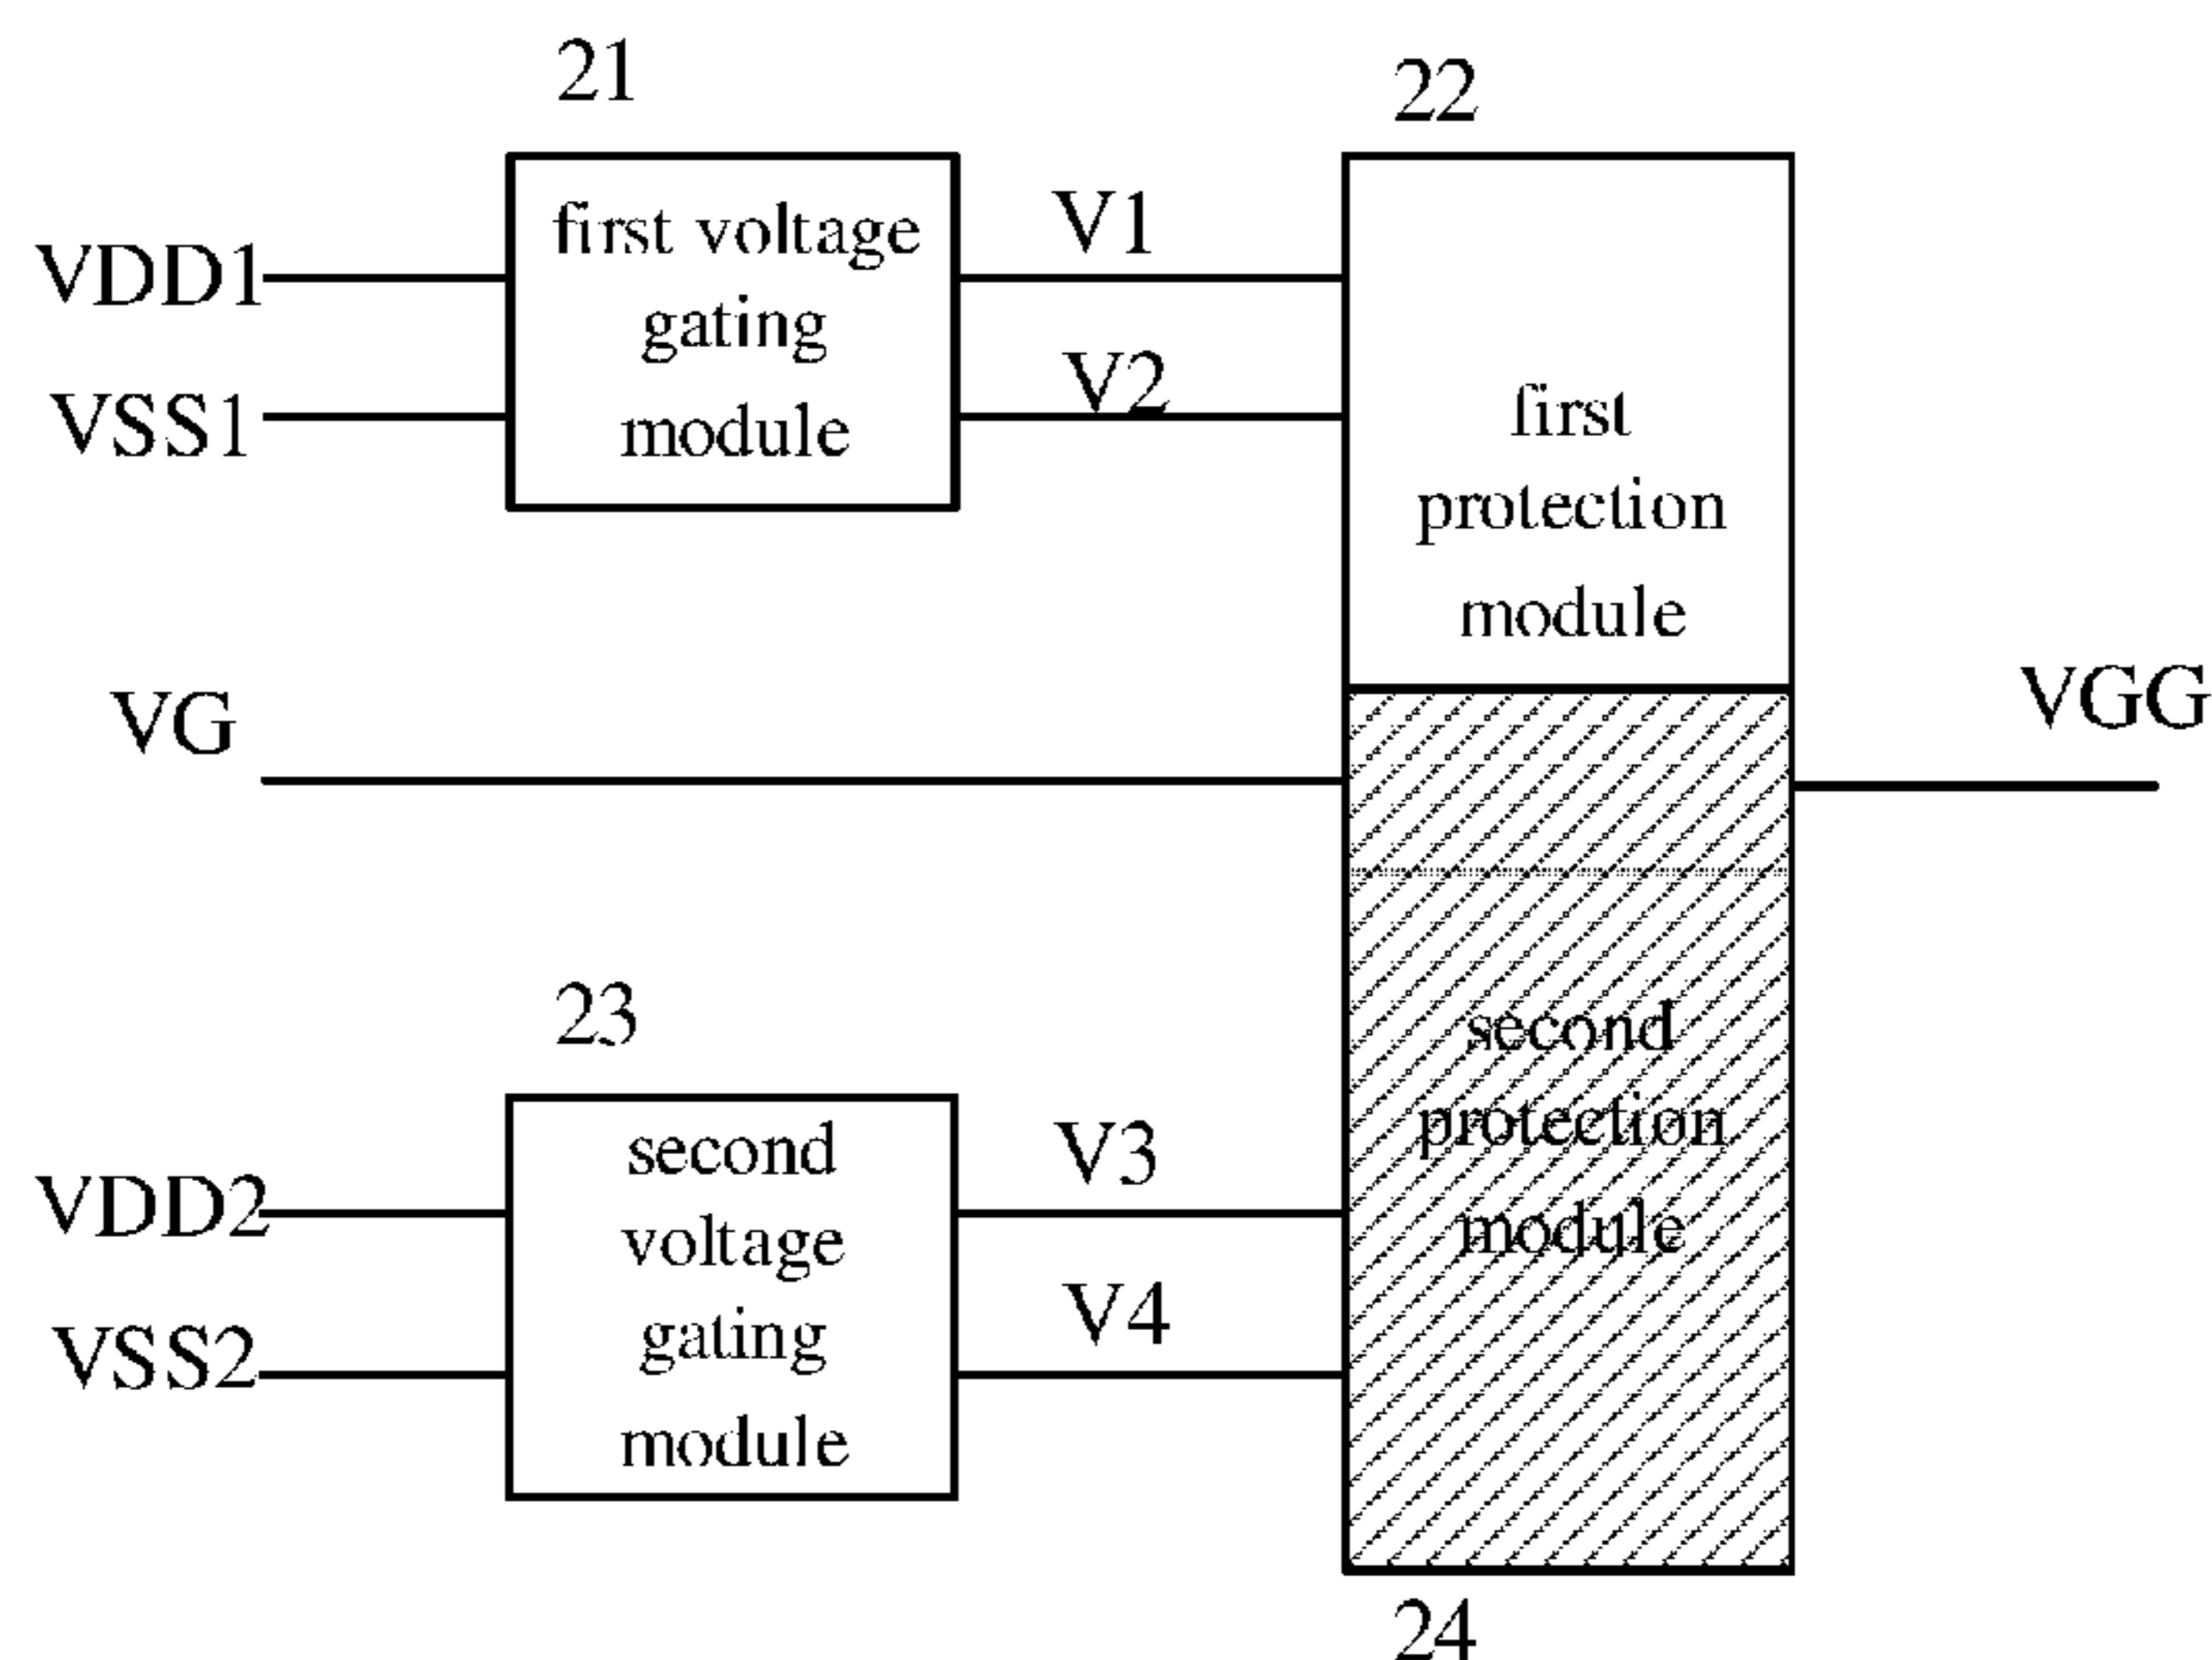 21
22
first voltage
gating
module
V1
VDD1
V2
VSS1
first
protection
module
VG
VGG
23
second
protection
module
second
voltage
gating
module
V3
VDD2
V4
VSS2
24